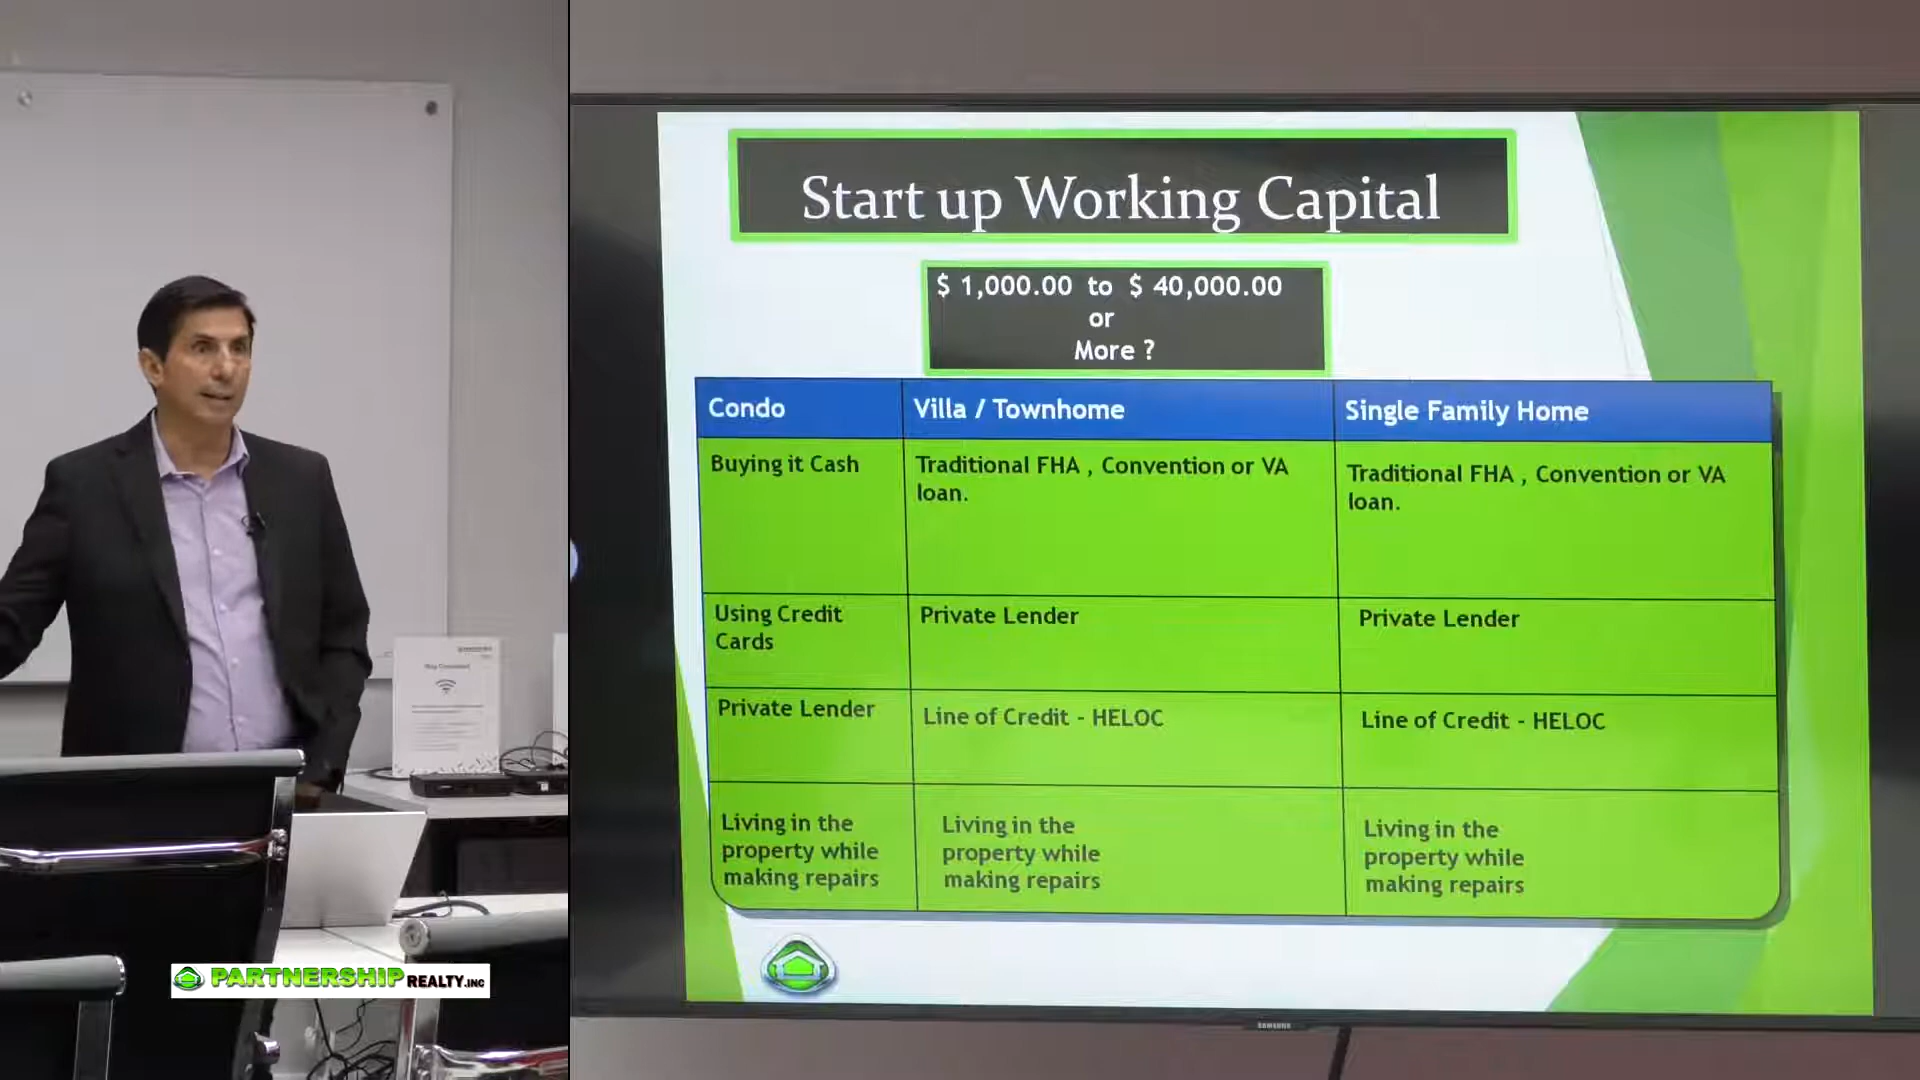 Start up Working Capital
$ 1,000.00 to $ 40,000.00
or
More ?
Condo
Villa / Townhome
Single Family Home
Buying it Cash
Traditional FHA , Convention or VA
loan.
Traditional FHA , Convention or VA
loan.
Using Credit
Cards
Private Lender
Private Lender
Private Lender
Line of Credit - HELOC
Line of Credit - HELOC
Living in the
property while
making repairs
Living in the
property while
making repairs
Living in the
property while
making repairs
SAMSUNG
PARTNERSHIP REALTY.INC